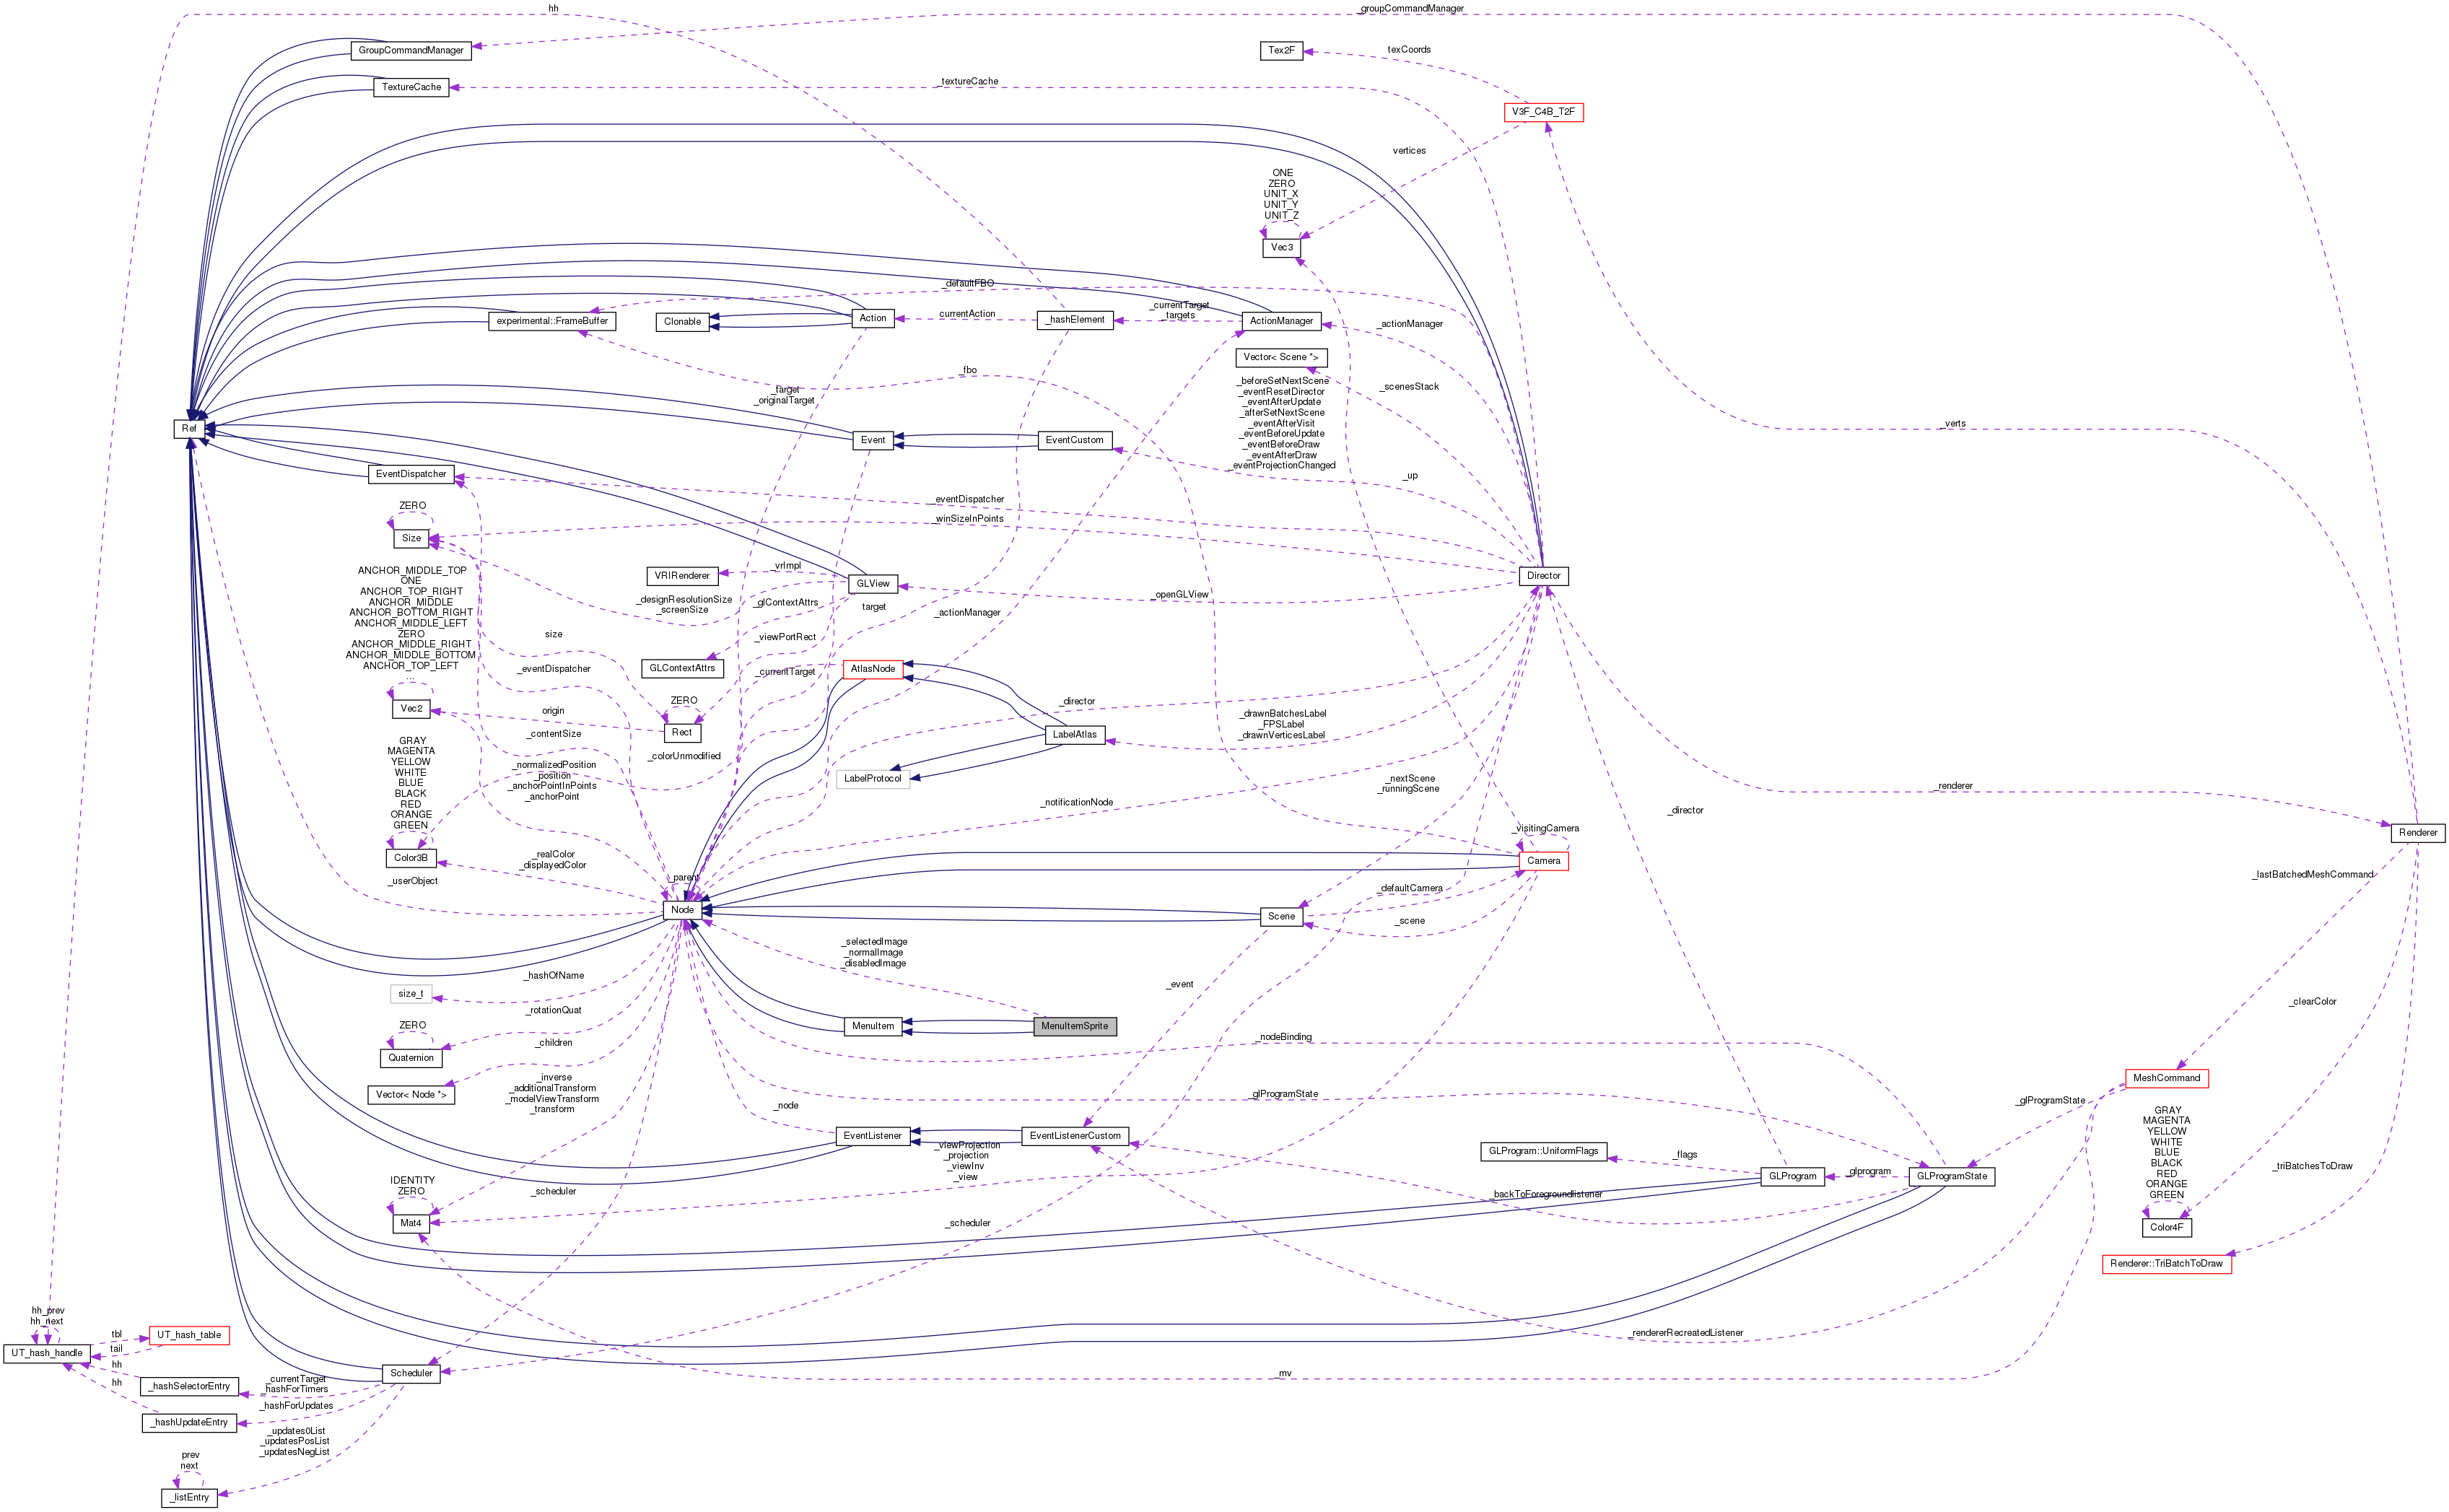 hh
_groupCommandManager
GroupCommandManager
Tex2F
texCoords
TextureCache
_textureCache
V3F_C4B_T2F
vertices
ONE
ZERO
UNIT_X
UNIT_Y
UNIT_Z
Vec3
_defaultFBO
experimental::FrameBuffer
Clonable
Action
currentAction
_hashElement
_currentTarget
_targets
ActionManager
_actionManager
Vector< Scene *>
_fbo
_scenesStack
_target
_originalTarget
_beforeSetNextScene
_eventResetDirector
_eventAfterUpdate
_afterSetNextScene
_eventAfterVisit
_eventBeforeUpdate
_eventBeforeDraw
_eventAfterDraw
_eventProjectionChanged
_verts
Ref
Event
EventCustom
EventDispatcher
_up
_eventDispatcher
ZERO
Size
_winSizeInPoints
VRIRenderer
_vrImpl
GLView
Director
ANCHOR_MIDDLE_TOP
ONE
ANCHOR_TOP_RIGHT
ANCHOR_MIDDLE
ANCHOR_BOTTOM_RIGHT
ANCHOR_MIDDLE_LEFT
ZERO
ANCHOR_MIDDLE_RIGHT
ANCHOR_MIDDLE_BOTTOM
ANCHOR_TOP_LEFT
...
Vec2
_designResolutionSize
_screenSize
_glContextAttrs
target
_actionManager
_openGLView
size
_viewPortRect
GLContextAttrs
_eventDispatcher
_currentTarget
AtlasNode
ZERO
Rect
origin
_director
_contentSize
LabelAtlas
_drawnBatchesLabel
_FPSLabel
_drawnVerticesLabel
GRAY
MAGENTA
YELLOW
WHITE
BLUE
BLACK
RED
ORANGE
GREEN
Color3B
_colorUnmodified
_normalizedPosition
_position
_anchorPointInPoints
_anchorPoint
LabelProtocol
_nextScene
_runningScene
_renderer
_notificationNode
_director
_visitingCamera
Renderer
_realColor
_displayedColor
Camera
_userObject
_parent
_defaultCamera
_lastBatchedMeshCommand
Node
Scene
_scene
_selectedImage
_normalImage
_disabledImage
_hashOfName
size_t
_event
_clearColor
_rotationQuat
ZERO
Quaternion
MenuItem
MenuItemSprite
_children
_nodeBinding
Vector< Node *>
_inverse
_additionalTransform
_modelViewTransform
_transform
_node
_glProgramState
MeshCommand
_glProgramState
GRAY
MAGENTA
YELLOW
WHITE
BLUE
BLACK
RED
ORANGE
GREEN
Color4F
EventListener
EventListenerCustom
_viewProjection
_projection
_viewInv
_view
GLProgram::UniformFlags
_flags
GLProgram
_glprogram
GLProgramState
_triBatchesToDraw
IDENTITY
ZERO
Mat4
_scheduler
_scheduler
_backToForegroundlistener
Renderer::TriBatchToDraw
hh_prev
hh_next
UT_hash_handle
tbl
tail
UT_hash_table
_rendererRecreatedListener
hh
_hashSelectorEntry
_currentTarget
_hashForTimers
Scheduler
_mv
hh
_hashUpdateEntry
_hashForUpdates
_updates0List
_updatesPosList
_updatesNegList
prev
next
_listEntry